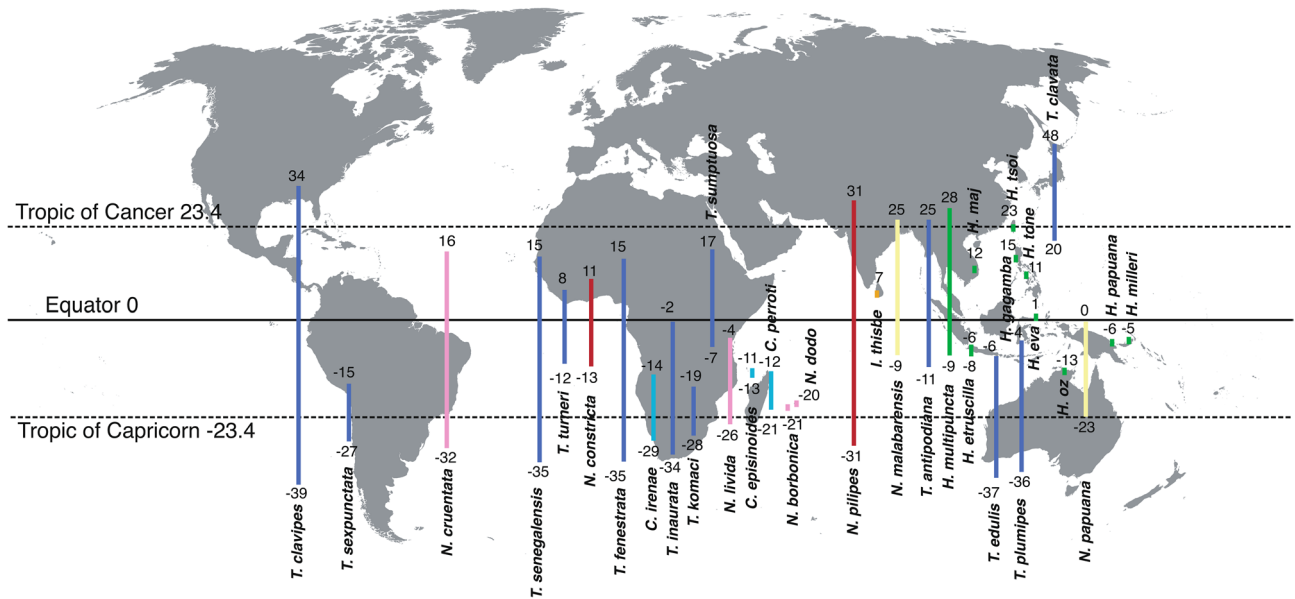 T. clavata
48
T. sumptuosa
H. tsoi
34
31
28
H. maj
Tropic of Cancer 23.4
25
25
23
H. tone
16
15
15
17
20
15
12
H. gagamba
11
H. papuana
H. milleri
8
11
7
C. perroti
Equator 0
-2
1
0
I. thisbe
-4
-7
N. dodo
-6
-6
-4
H. eva
-6
-5
-9
-9
-8
-11
-12
-13
-12
-13
-14
-11
-13
H. oz
-15
-19
-20
Tropic of Capricorn -23.4
-21
-21
-23
-27
-26
-28
-29
-32
-31
-35
-35
-34
-39
-37
-36
T. clavipes
T. sexpunctata
N. cruentata
T. senegalensis
T. turneri
N. constricta
T. fenestrata
C. irenae
T. inaurata
T. komaci
N. livida
C. episinoides
N. borbonica
N. pilipes
N. malabarensis
T. antipodiana
H. multipuncta
H. etruscilla
T. edulis
T. plumipes
N. papuana